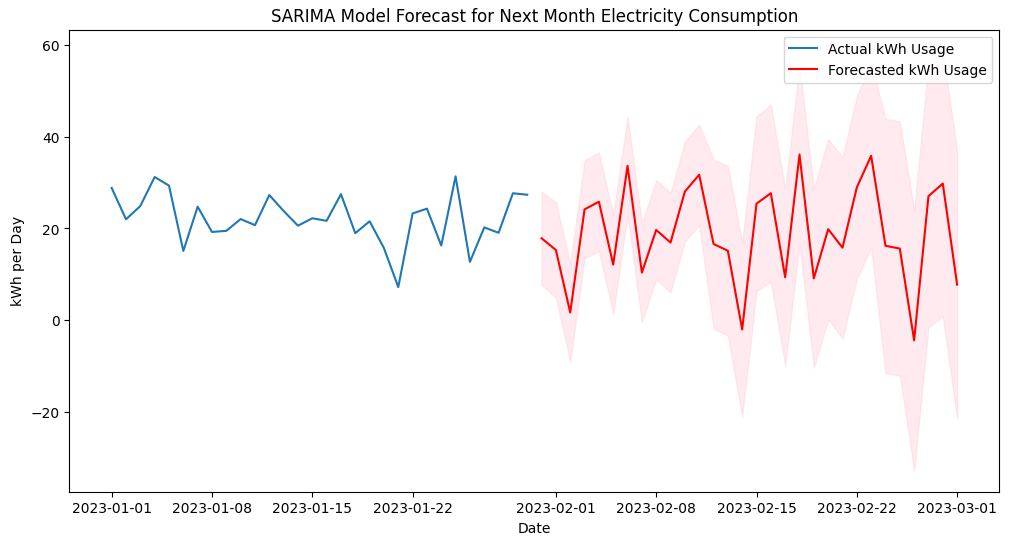 SARIMA Model Forecast for Next Month Electricity Consumption
Actual kWh Usage
Forecasted kWh Usage
60
40
20
0
−20
kWh per Day
2023-01-01 2023-01-08 2023-01-15 2023-01-22 2023-02-01 2023-02-08 2023-02-15 2023-02-22 2023-03-01
Date